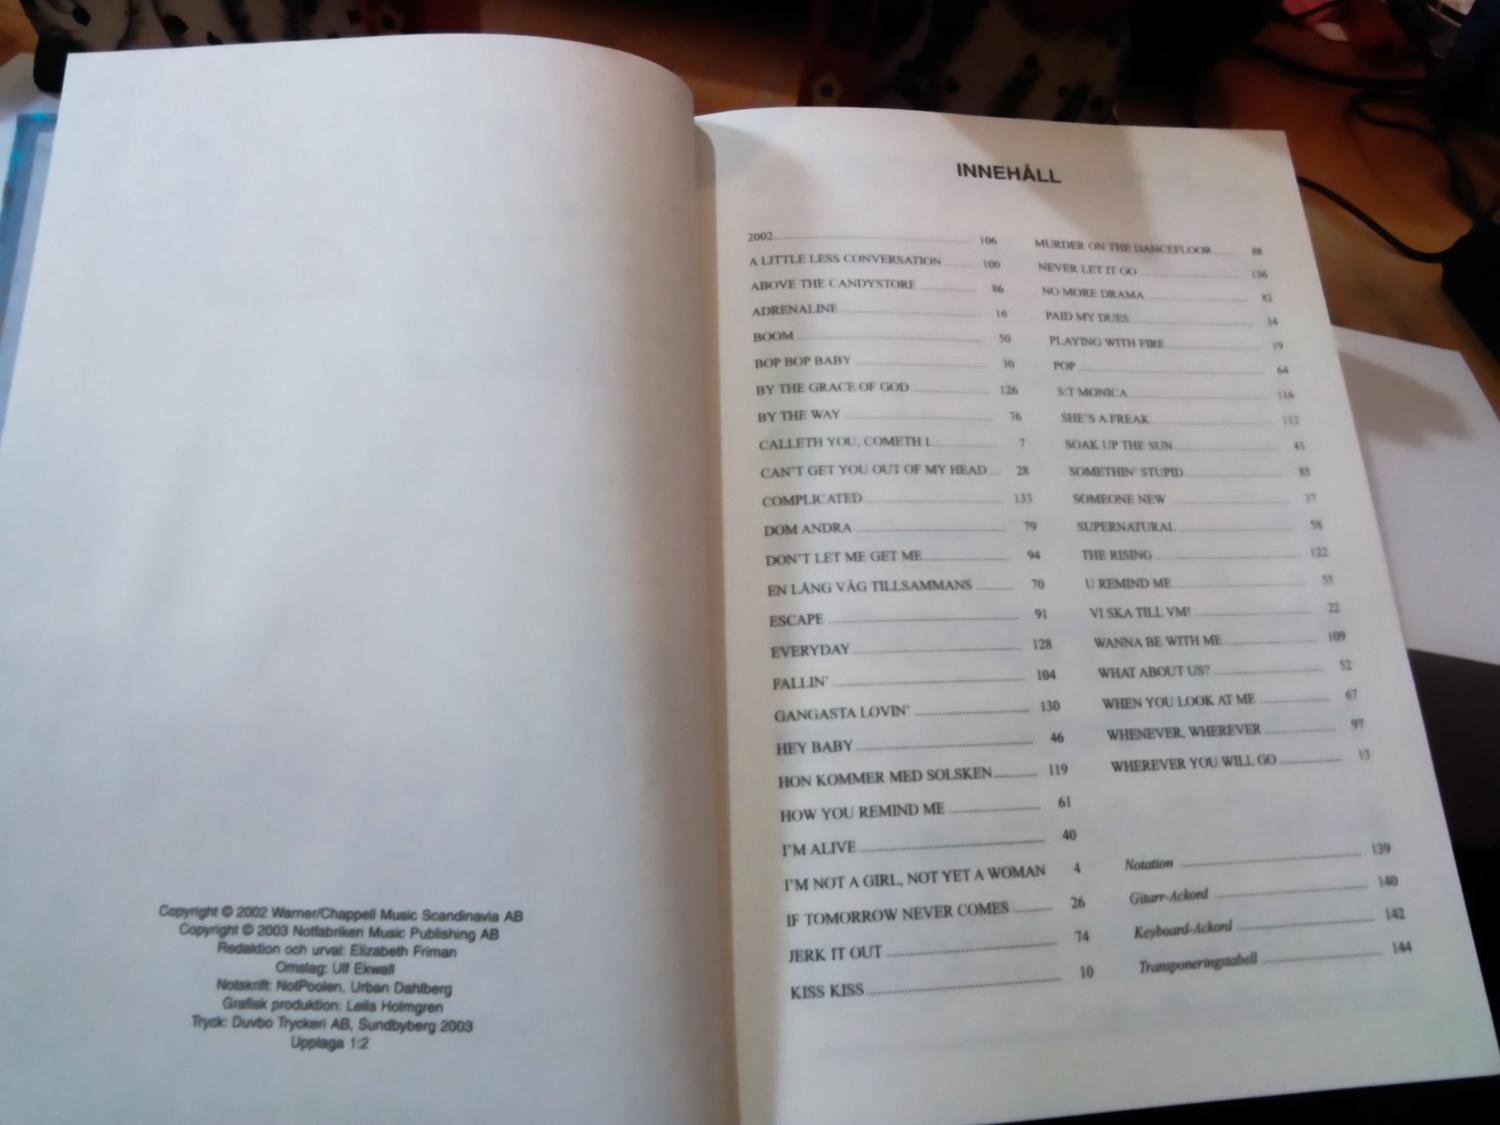 Copyright © 2002 Warner/Chappell Music Scandinavia AB
Copyright © 2003 Notfabriken Music Publishing AB
Redaktion och urval: Elizabeth Friman
Omslag: Ulf Ekwall
Notskrift: NotPoolen, Urban Dahlberg
Grafisk produktion: Leila Holmgren
Tryck: Duvbo Tryckeri AB, Sundbyberg 2003
Upplaga 1:2
INNEHÅLL
2002 106
A LITTLE LESS CONVERSATION 100
ABOVE THE CANDYSTORE 86
ADRENALINE 16
BOOM 50
BOP BOP BABY 30
BY THE GRACE OF GOD 126
BY THE WAY 76
CALLETH YOU, COMETH I 7
CAN'T GET YOU OUT OF MY HEAD 28
COMPLICATED 133
DOM ANDRA 79
DON'T LET ME GET ME 94
EN LÅNG VÄG TILLSAMMANS 70
ESCAPE 91
EVERYDAY 128
FALLIN' 104
GANGASTA LOVIN' 130
HEY BABY 46
HON KOMMER MED SOLSKEN 119
HOW YOU REMIND ME 61
I'M ALIVE 40
I'M NOT A GIRL, NOT YET A WOMAN 4
IF TOMORROW NEVER COMES 26
JERK IT OUT 74
KISS KISS 10
MURDER ON THE DANCEFLOOR 88
NEVER LET IT GO 136
NO MORE DRAMA 82
PAID MY DUES 34
PLAYING WITH FIRE 19
POP 64
S/T MONICA 116
SHE'S A FREAK 112
SOAK UP THE SUN 43
SOMETHIN' STUPID 85
SOMEONE NEW 37
SUPERNATURAL 58
THE RISING 122
U REMIND ME 55
VI SKA TILL VM! 22
WANNA BE WITH ME 109
WHAT ABOUT US? 52
WHEN YOU LOOK AT ME 67
WHENEVER, WHEREVER 97
WHEREVER YOU WILL GO 13
Notation 139
Gitarr-Ackord 140
Keyboard-Ackord 142
Transponeringstabell 144